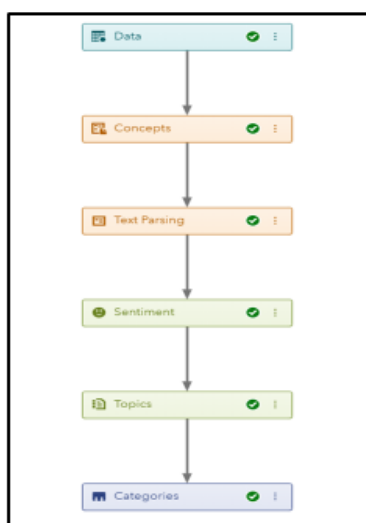 Data
Concepts
Text Parsing
Sentiment
Topics
Categories